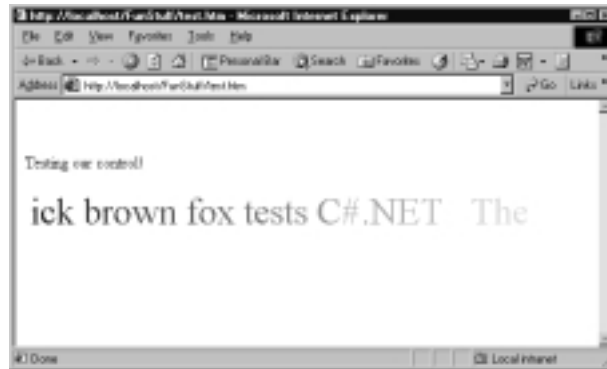 http://localhost/FunStuff/test.htm - Microsoft Internet Explorer
File Edit View Favorites Tools Help
Back PersonalBar Search Favorites
Address http://localhost/FunStuff/test.htm Go Links
Testing our control!
ick brown fox tests C#.NET The
Done Local intranet